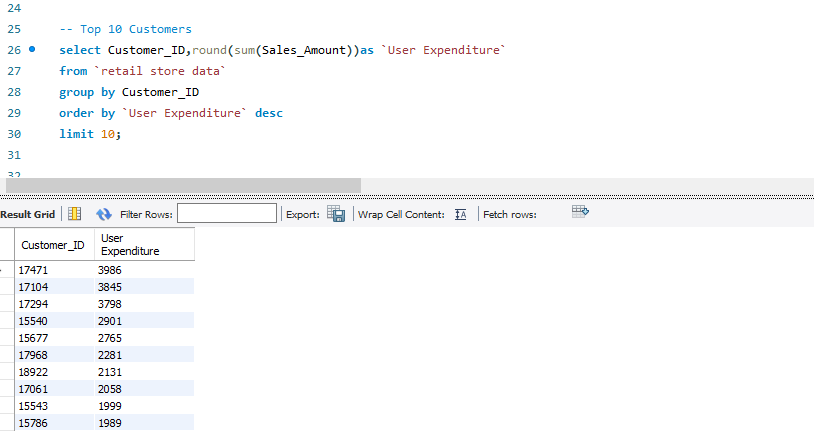 24
25 -- Top 10 Customers
26 select Customer_ID,round(sum(Sales_Amount))as `User Expenditure`
27 from `retail store data`
28 group by Customer_ID
29 order by `User Expenditure` desc
30 limit 10;
31
32
Result Grid Filter Rows: Export: Wrap Cell Content: Fetch rows:
Customer_ID User
Expenditure
17471 3986
17104 3845
17294 3798
15540 2901
15677 2765
17968 2281
18922 2131
17061 2058
15543 1999
15786 1989